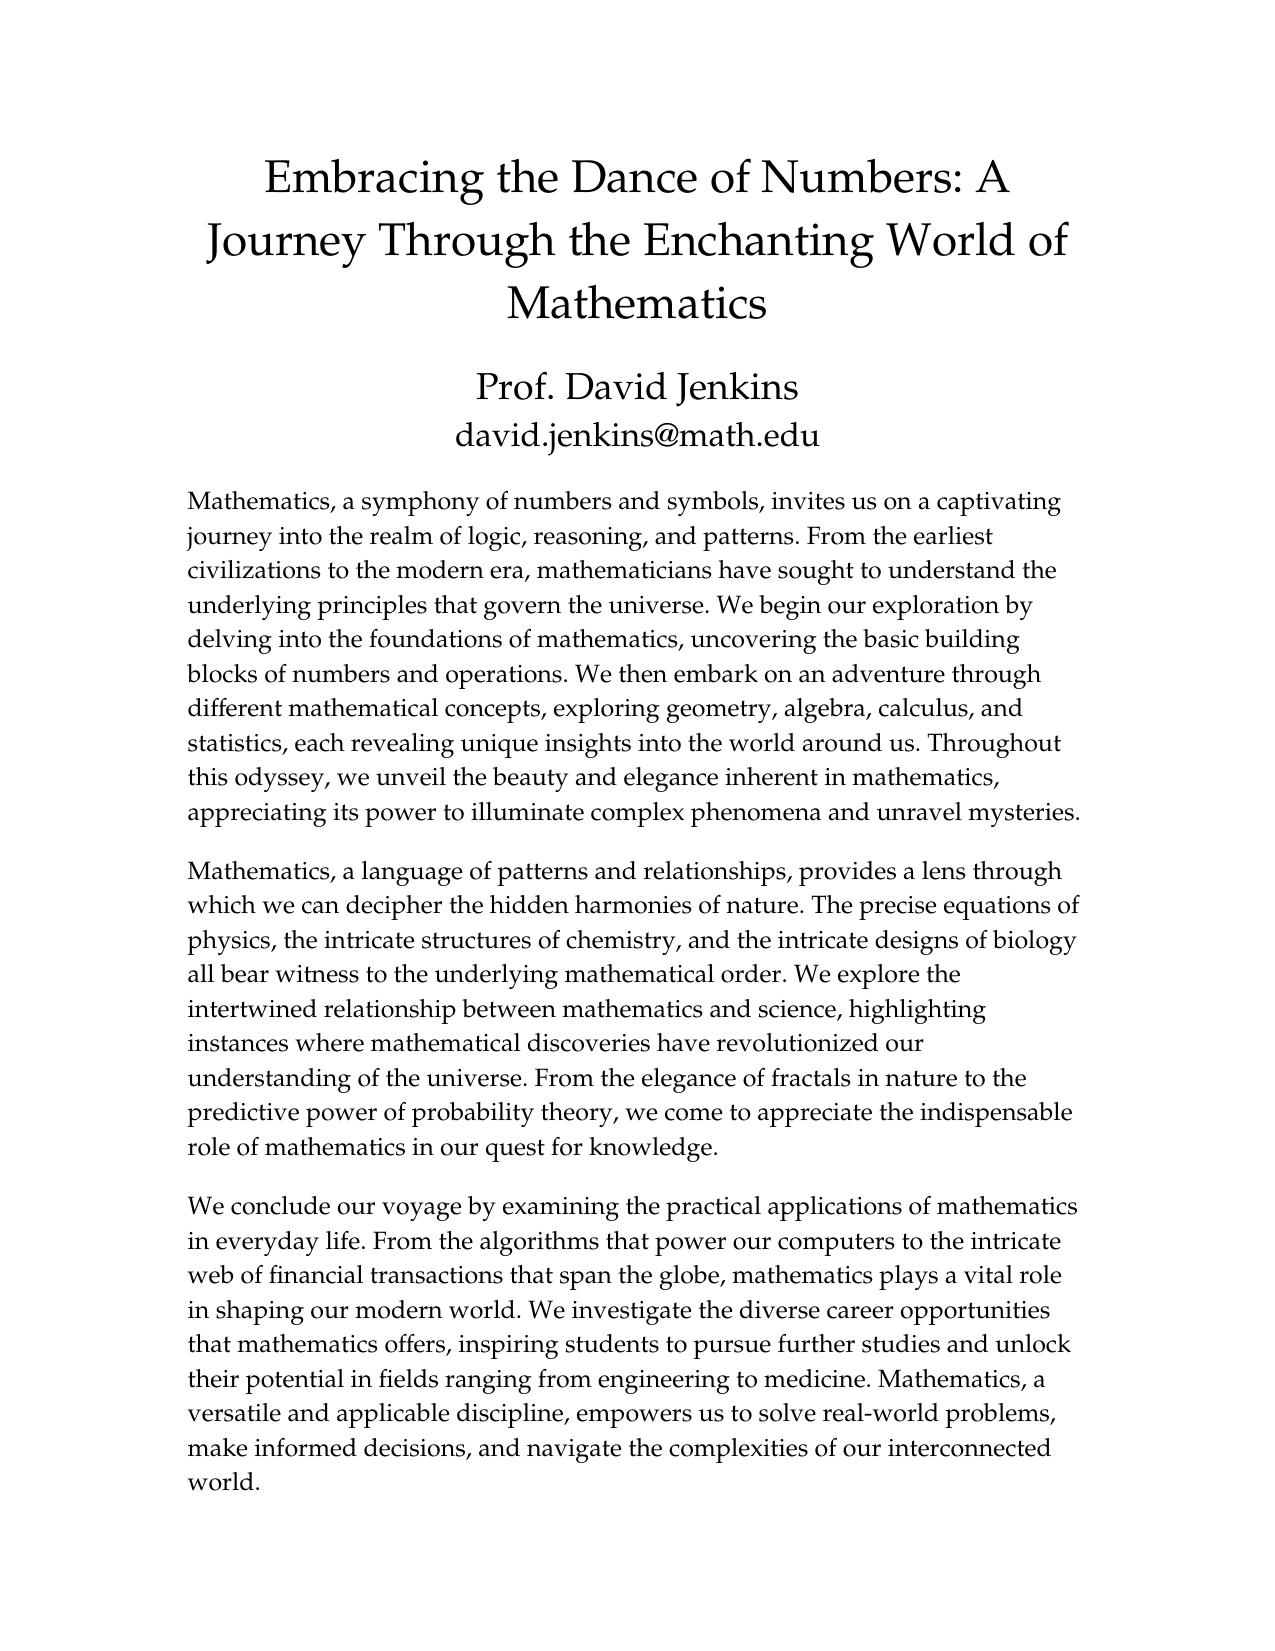 Embracing the Dance of Numbers: A
Journey Through the Enchanting World of
Mathematics
Prof. David Jenkins
david.jenkins@math.edu
Mathematics, a symphony of numbers and symbols, invites us on a captivating
journey into the realm of logic, reasoning, and patterns. From the earliest
civilizations to the modern era, mathematicians have sought to understand the
underlying principles that govern the universe. We begin our exploration by
delving into the foundations of mathematics, uncovering the basic building
blocks of numbers and operations. We then embark on an adventure through
different mathematical concepts, exploring geometry, algebra, calculus, and
statistics, each revealing unique insights into the world around us. Throughout
this odyssey, we unveil the beauty and elegance inherent in mathematics,
appreciating its power to illuminate complex phenomena and unravel mysteries.
Mathematics, a language of patterns and relationships, provides a lens through
which we can decipher the hidden harmonies of nature. The precise equations of
physics, the intricate structures of chemistry, and the intricate designs of biology
all bear witness to the underlying mathematical order. We explore the
intertwined relationship between mathematics and science, highlighting
instances where mathematical discoveries have revolutionized our
understanding of the universe. From the elegance of fractals in nature to the
predictive power of probability theory, we come to appreciate the indispensable
role of mathematics in our quest for knowledge.
We conclude our voyage by examining the practical applications of mathematics
in everyday life. From the algorithms that power our computers to the intricate
web of financial transactions that span the globe, mathematics plays a vital role
in shaping our modern world. We investigate the diverse career opportunities
that mathematics offers, inspiring students to pursue further studies and unlock
their potential in fields ranging from engineering to medicine. Mathematics, a
versatile and applicable discipline, empowers us to solve real-world problems,
make informed decisions, and navigate the complexities of our interconnected
world.